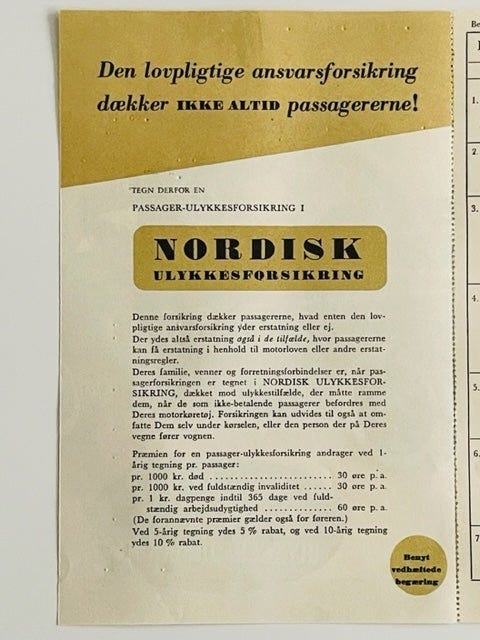 Den lovpligtige ansvarsforsikring
dækker IKKE ALTID passagererne!
TEGN DERFOR EN
PASSAGER-ULYKKESFORSIKRING I
NORDISK
ULYKKESFORSIKRING
Denne forsikring dækker passagererne, hvad enten den lov-
pligtige ansvarsforsikring yder erstatning eller ej.
Der ydes altså erstatning også i de tilfælde, hvor passagererne
kan få erstatning i henhold til motorloven eller andre erstat-
ningsregler.
Deres familie, venner og forretningsforbindelser er, når pas-
sagerforsikringen er tegnet i NORDISK ULYKKESFOR-
SIKRING, dækket mod ulykkestilfælde, der måtte ramme
dem, når de som ikke-betalende passagerer befordres med
Deres motorkøretøj. Forsikringen kan udvides til også at om-
fatte Dem selv under kørselen, eller den person der på Deres
vegne fører vognen.
Præmien for en passager-ulykkesforsikring andrager ved 1-
årig tegning pr. passager:
pr. 1000 kr. død ........................... 30 øre p. a.
pr. 1000 kr. ved fuldstændig invaliditet ...... 30 øre p. a.
pr. 1 kr. dagpenge indtil 365 dage ved fuld-
stændig arbejdsudygtighed ................ 60 øre p. a.
(De forannævnte præmier gælder også for føreren.)
Ved 5-årig tegning ydes 5 % rabat, og ved 10-årig tegning
ydes 10 % rabat.
Benyt
vedhæftede
begæring
Be
1.
2.
3.
4.
5.
6.
7